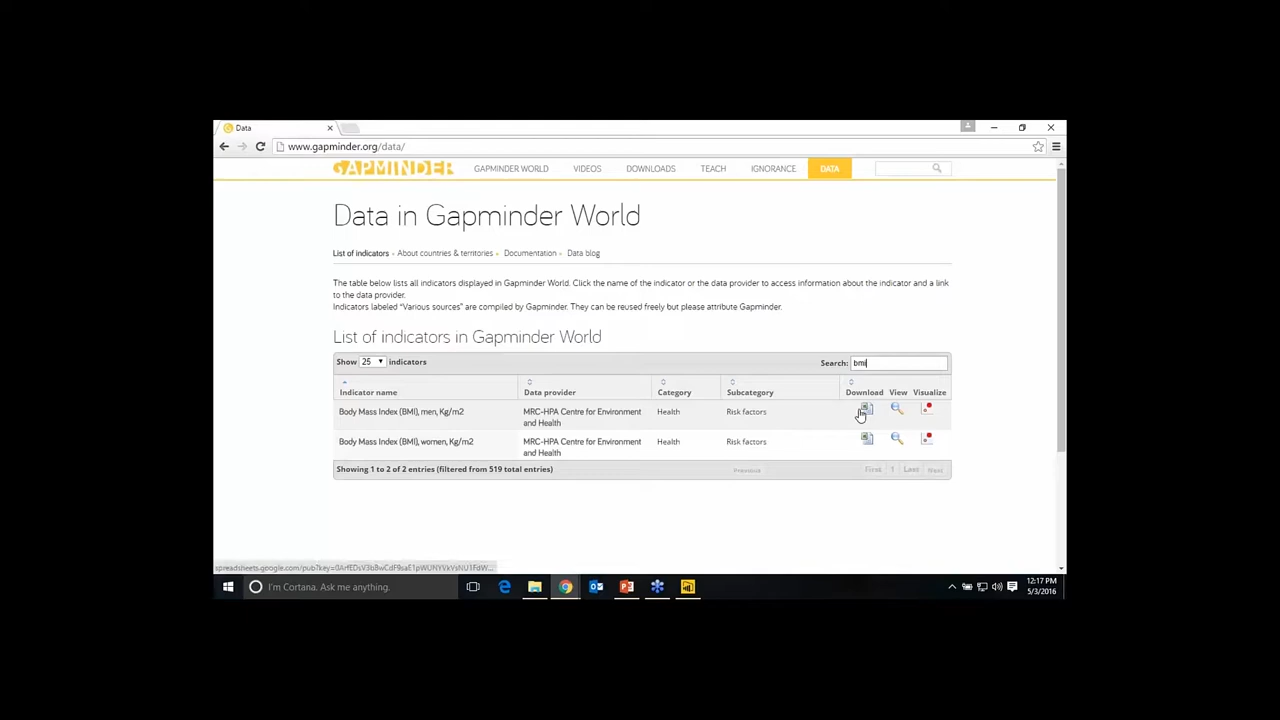 Data
www.gapminder.org/data/
GAPMINDER GAPMINDER WORLD VIDEOS DOWNLOADS TEACH IGNORANCE DATA
Data in Gapminder World
List of indicators About countries & territories Documentation Data blog
The table below lists all indicators displayed in Gapminder World. Click the name of the indicator or the data provider to access information about the indicator and a link
to the data provider.
Indicators labeled "Various sources" are compiled by Gapminder. They can be reused freely but please attribute Gapminder.
List of indicators in Gapminder World
Show 25 indicators Search: bmi
Indicator name Data provider Category Subcategory Download View Visualize
Body Mass Index (BMI), men, Kg/m2 MRC-HPA Centre for Environment Health Risk factors
and Health
Body Mass Index (BMI), women, Kg/m2 MRC-HPA Centre for Environment Health Risk factors
and Health
Showing 1 to 2 of 2 entries (filtered from 519 total entries) Previous First 1 Last Next
I'm Cortana. Ask me anything.
12:17 PM
5/3/2016